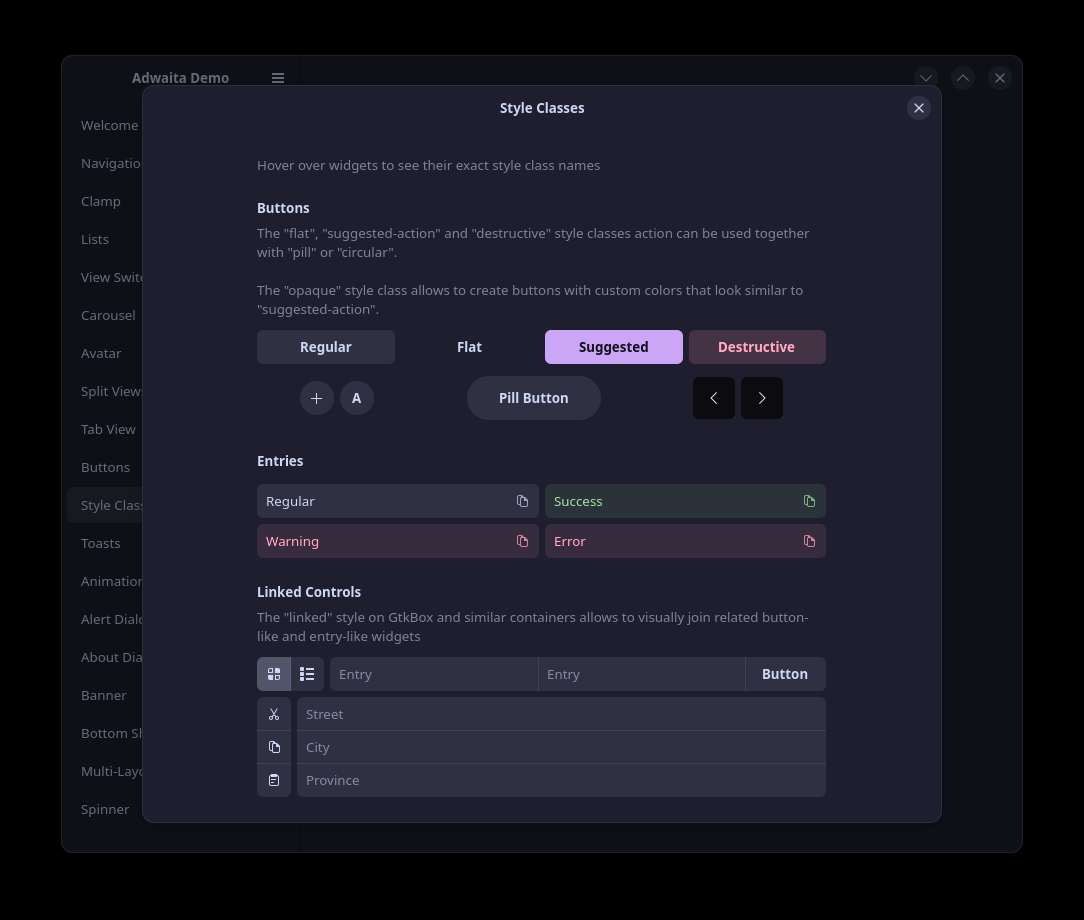 Adwaita Demo
Welcome
Navigatio
Clamp
Lists
View Switc
Carousel
Avatar
Split Views
Tab View
Buttons
Style Class
Toasts
Animation
Alert Dialo
About Dia
Banner
Bottom Sh
Multi-Layo
Spinner
Style Classes
Hover over widgets to see their exact style class names
Buttons
The "flat", "suggested-action" and "destructive" style classes action can be used together
with "pill" or "circular".
The "opaque" style class allows to create buttons with custom colors that look similar to
"suggested-action".
Regular Flat Suggested Destructive
A Pill Button
Entries
Regular Success
Warning Error
Linked Controls
The "linked" style on GtkBox and similar containers allows to visually join related button-
like and entry-like widgets
Entry Entry Button
Street
City
Province